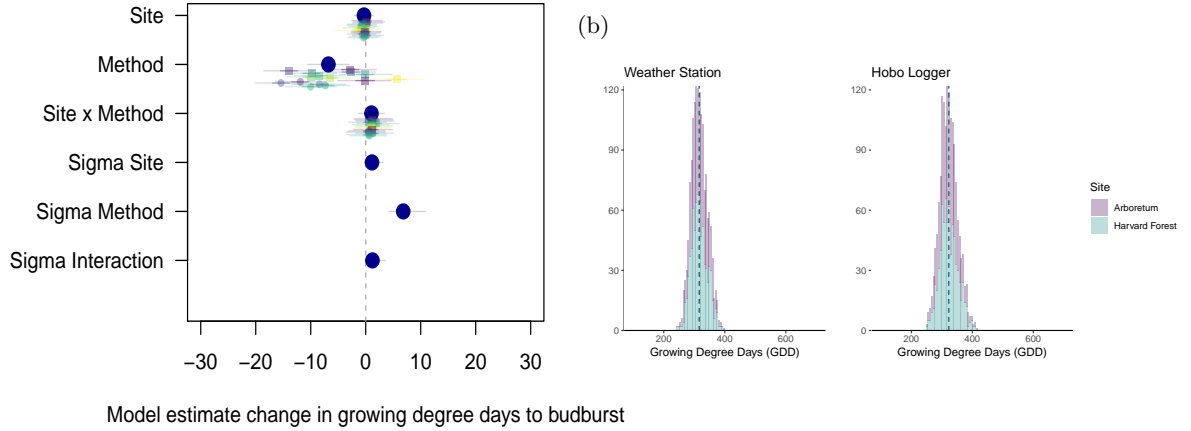 Site
Method
Site x Method
Sigma Site
Sigma Method
Sigma Interaction
−30 −20 −10 0 10 20 30
Model estimate change in growing degree days to budburst
(b)
Weather Station
120
90
60
30
0
200 400 600
Growing Degree Days (GDD)
Hobo Logger
120
90
60
30
0
200 400 600
Growing Degree Days (GDD)
Site
Arboretum
Harvard Forest